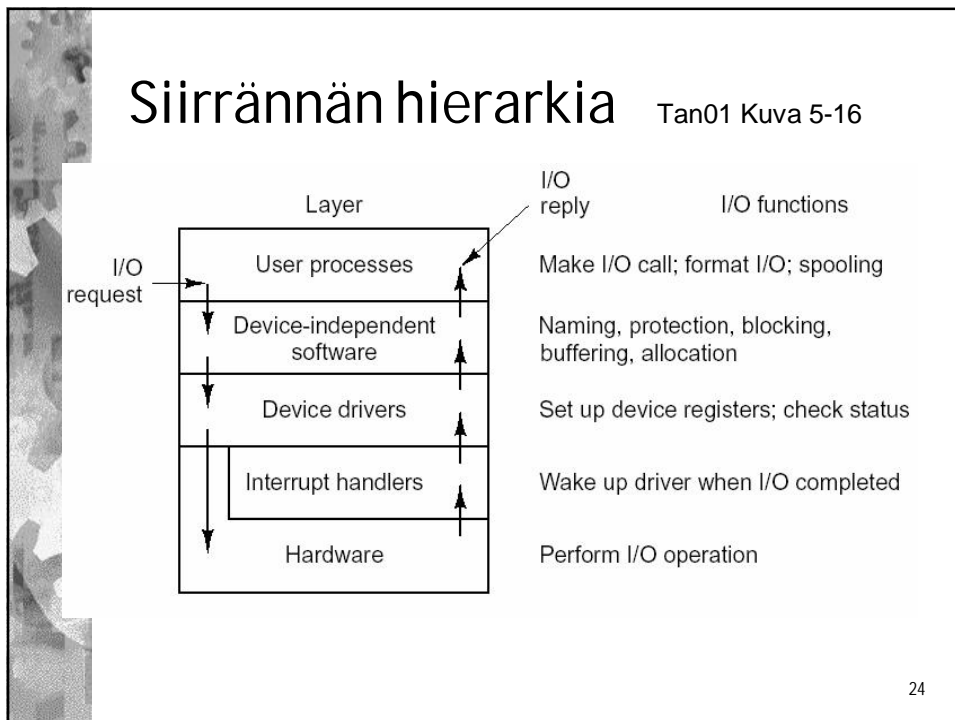 Siirrännän hierarkia Tan01 Kuva 5-16
Layer
I/O
reply
I/O functions
I/O
request
User processes
Make I/O call; format I/O; spooling
Device-independent
software
Naming, protection, blocking,
buffering, allocation
Device drivers
Set up device registers; check status
Interrupt handlers
Wake up driver when I/O completed
Hardware
Perform I/O operation
24